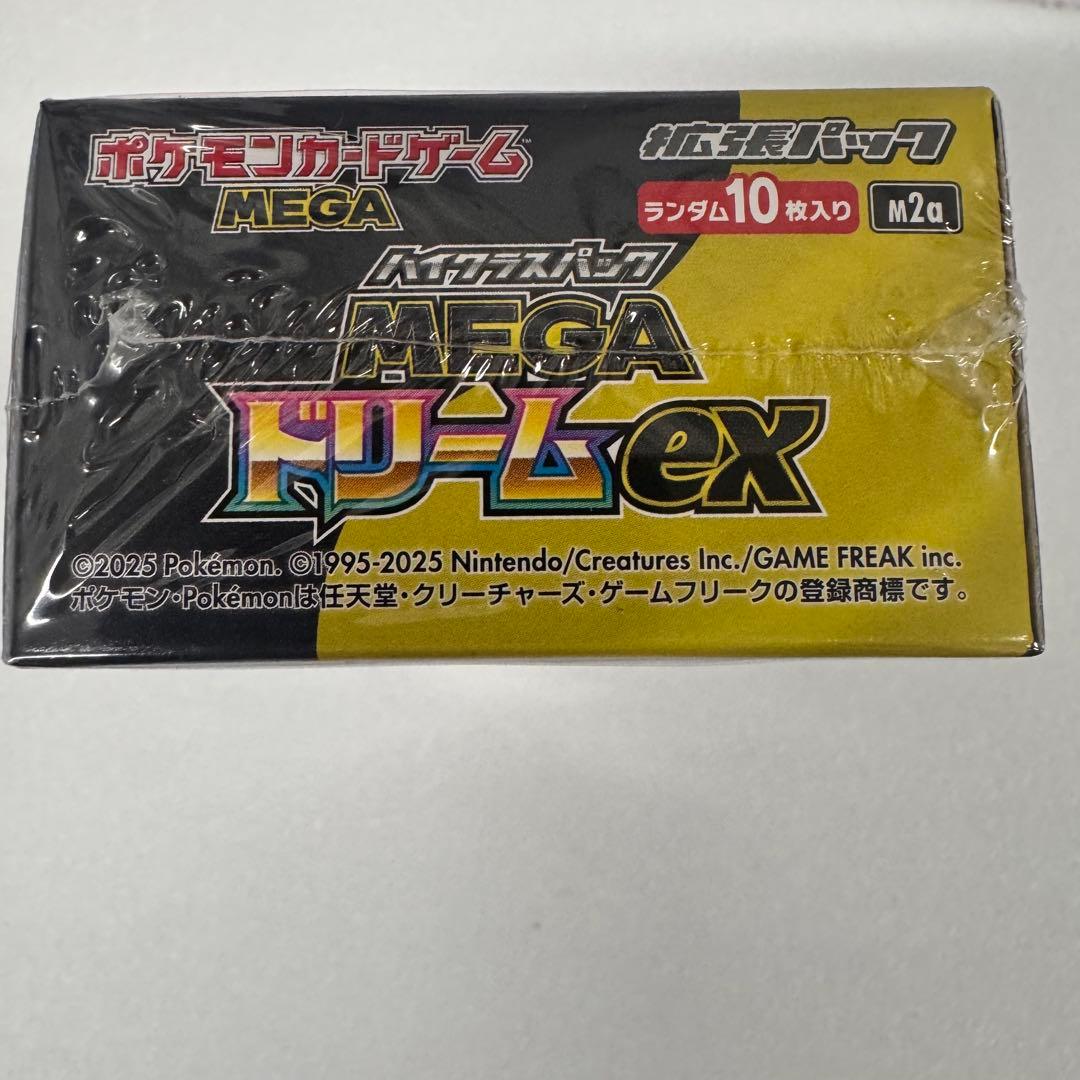 ポケモンカードゲーム™
MEGA
拡張パック
ランダム10枚入り
M2a
ハイクラスパック
MEGA
ドリームex
©2025 Pokémon. ©1995-2025 Nintendo/Creatures Inc./GAME FREAK inc.
ポケモン・Pokémonは任天堂・クリーチャーズ・ゲームフリークの登録商標です。